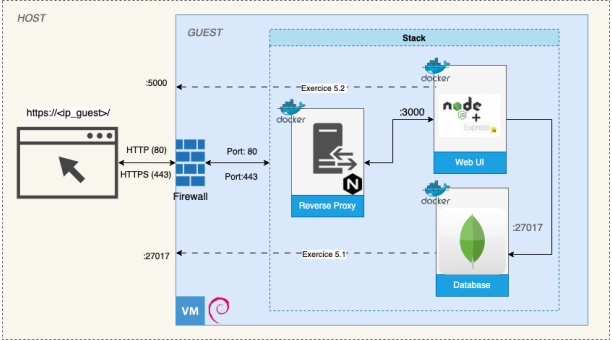 HOST
GUEST
Stack
docker
:5000
Exercice 5.2
https://<ip_guest>/
docker
:3000
node
+
Express
HTTP (80)
Port: 80
HTTPS (443)
Port:443
Web UI
Firewall
N
Reverse Proxy
docker
:27017
:27017
Exercice 5.1
Database
VM